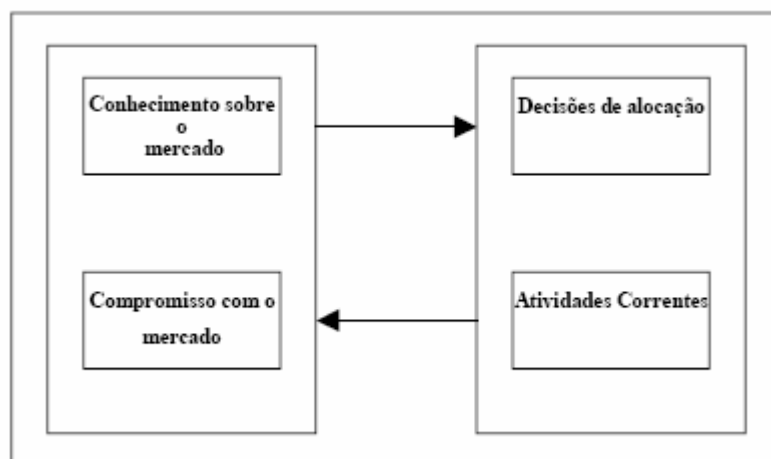 Conhecimento sobre
o
mercado
Decisões de alocação
Compromisso com o
mercado
Atividades Correntes